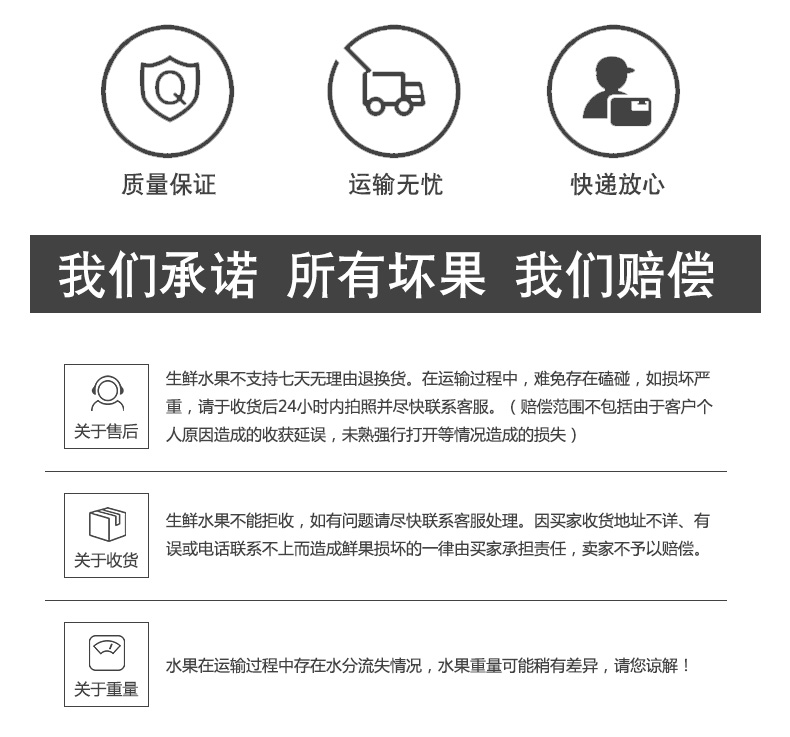 Q
质量保证 运输无忧 快递放心
我们承诺 所有坏果 我们赔偿
关于售后
生鲜水果不支持七天无理由退换货。在运输过程中，难免存在磕碰，如损坏严
重，请于收货后24小时内拍照并尽快联系客服。（赔偿范围不包括由于客户个
人原因造成的收获延误，未熟强行打开等情况造成的损失）
关于收货
生鲜水果不能拒收，如有问题请尽快联系客服处理。因买家收货地址不详、有
误或电话联系不上而造成鲜果损坏的一律由买家承担责任，卖家不予以赔偿。
关于重量
水果在运输过程中存在水分流失情况，水果重量可能稍有差异，请您谅解！